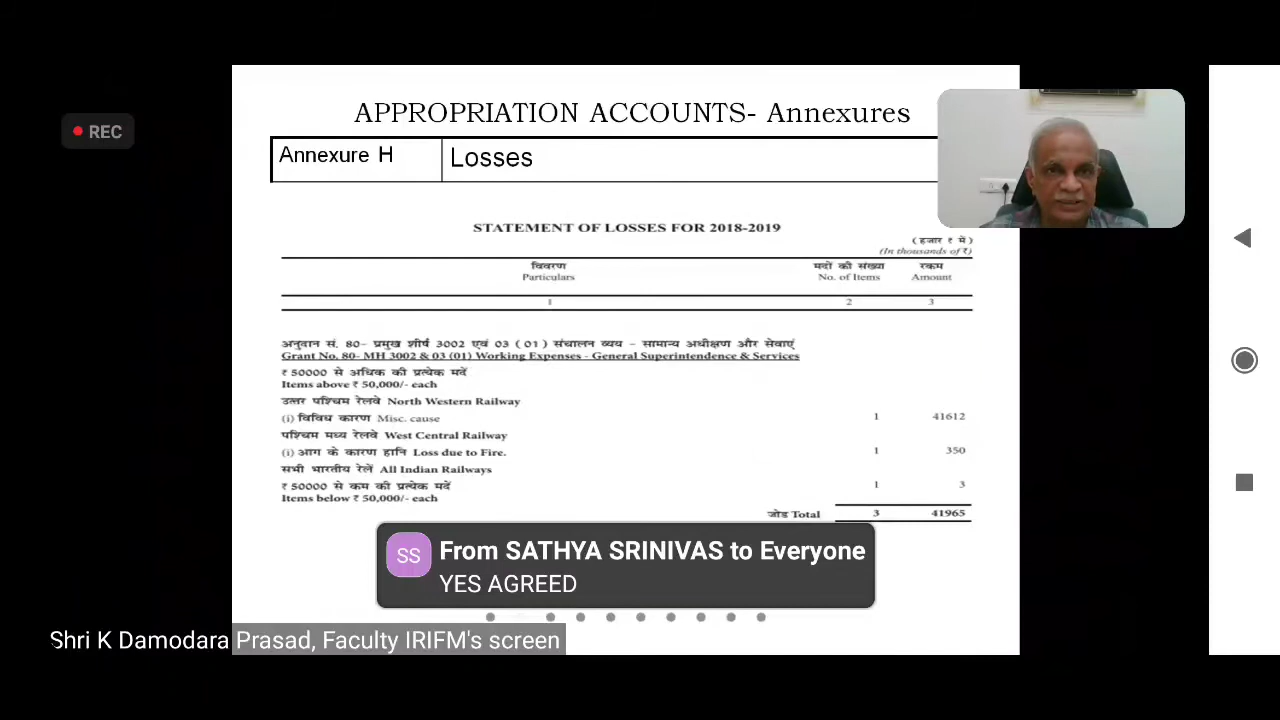 REC
APPROPRIATION ACCOUNTS- Annexures
Annexure H
Losses
STATEMENT OF LOSSES FOR 2018-2019
(हजार ₹ में)
(In thousands of ₹)
विवरण मदों की संख्या रकम
Particulars No. of Items Amount
1 2 3
अनुदान सं. 80- प्रमुख शीर्ष 3002 एवं 03 (01) संचालन व्यय - सामान्य अधीक्षण और सेवाएं
Grant No. 80- MH 3002 & 03 (01) Working Expenses - General Superintendence & Services
₹ 50000 से अधिक की प्रत्येक मदें
Items above ₹ 50,000/- each
उत्तर पश्चिम रेलवे North Western Railway
(i) विविध कारण Misc. cause 1 41612
पश्चिम मध्य रेलवे West Central Railway
(i) आग के कारण हानि Loss due to Fire. 1 350
सभी भारतीय रेलें All Indian Railways
₹ 50000 से कम की प्रत्येक मदें 1 3
Items below ₹ 50,000/- each
जोड Total 3 41965
SS
From SATHYA SRINIVAS to Everyone
YES AGREED
Shri K Damodara Prasad, Faculty IRIFM's screen